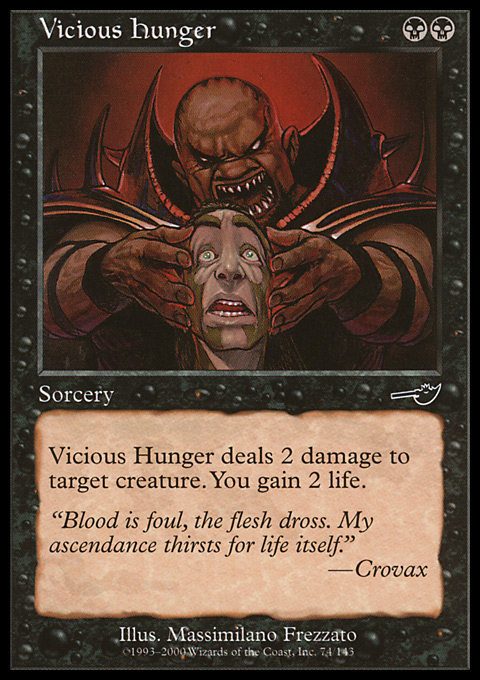 Vicious Hunger
Sorcery
Vicious Hunger deals 2 damage to
target creature. You gain 2 life.
“Blood is foul, the flesh dross. My
ascendance thirsts for life itself.”
—Crovax
Illus. Massimilano Frezzato
©1993–2000 Wizards of the Coast, Inc. 74/143